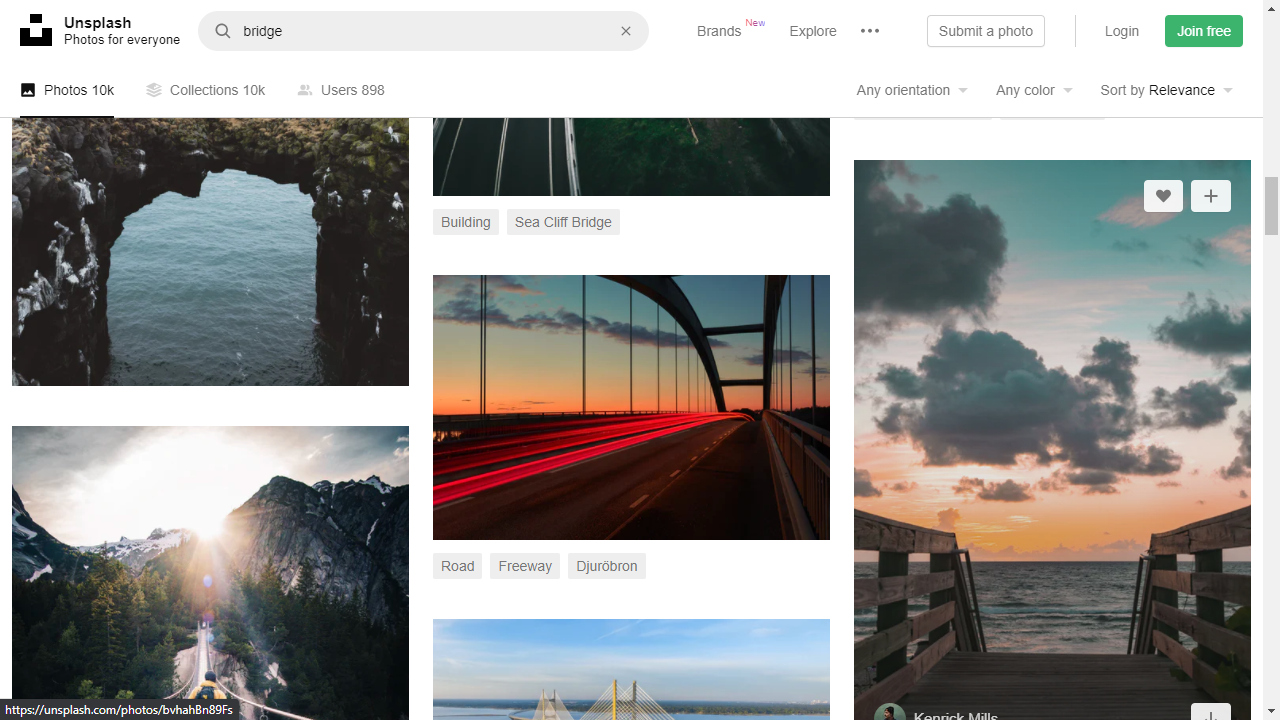 Unsplash
Photos for everyone
bridge
Brands New
Explore
Submit a photo
Login
Join free
Photos 10k
Collections 10k
Users 898
Any orientation
Any color
Sort by Relevance
Building
Sea Cliff Bridge
Road
Freeway
Djuröbron
Kenrick Mills
https://unsplash.com/photos/bvhahBn89Fs